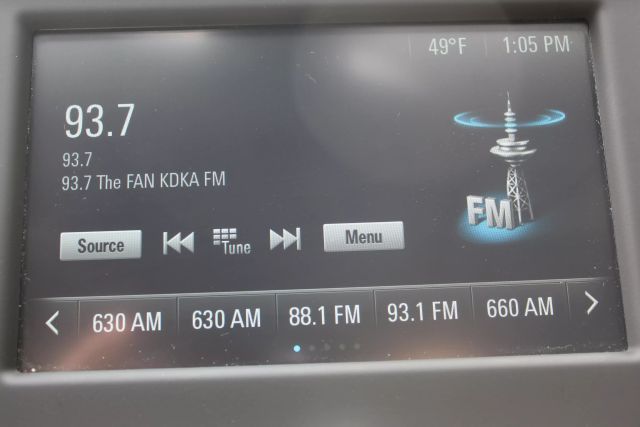 49°F 1:05 PM
93.7
93.7
93.7 The FAN KDKA FM
FM
Source Tune Menu
630 AM 630 AM 88.1 FM 93.1 FM 660 AM